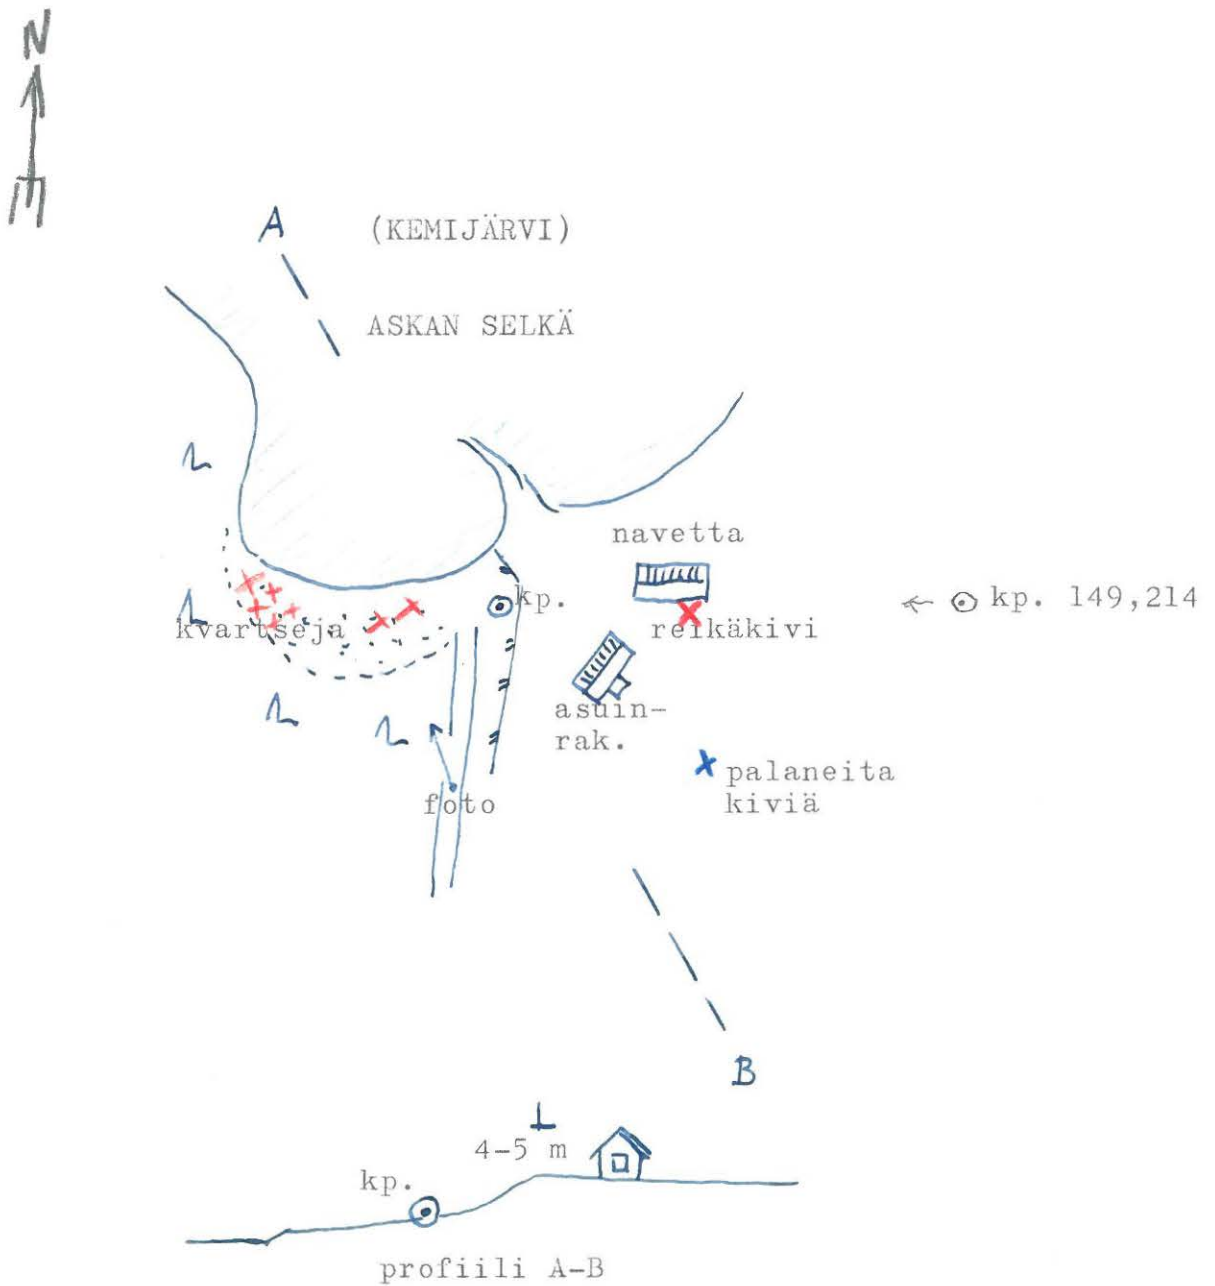 N
A
(KEMIJÄRVI)
ASKAN SELKÄ
navetta
kp.
kp. 149,214
kvartseja
reikäkivi
asuin-
rak.
palaneita
kiviä
foto
B
4-5 m
kp.
profiili A-B